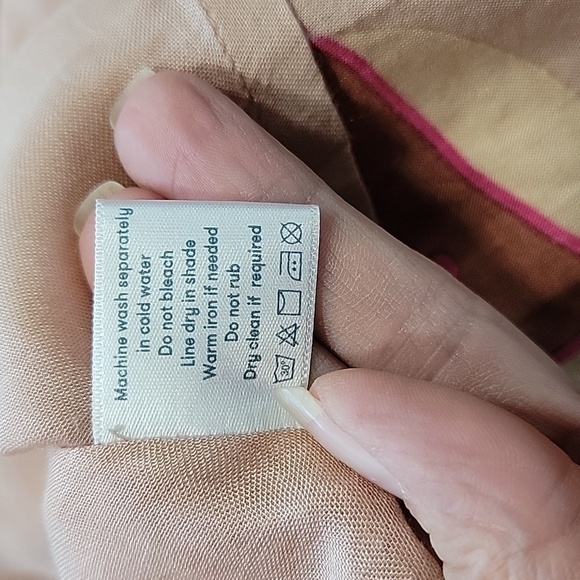 Machine wash separately
in cold water
Do not bleach
Line dry in shade
Warm iron if needed
Do not rub
Dry clean if required
30°